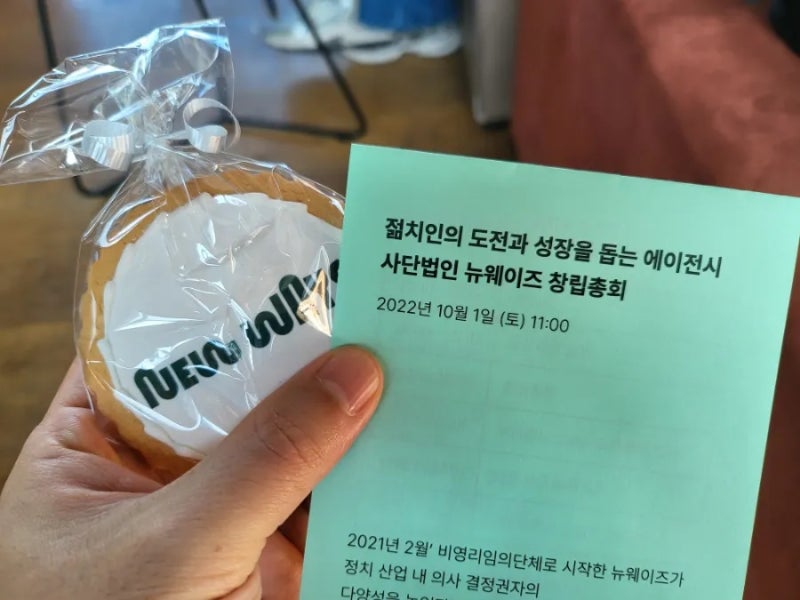 NEW WAYS
젊치인의 도전과 성장을 돕는 에이전시
사단법인 뉴웨이즈 창립총회
2022년 10월 1일 (토) 11:00
2021년 2월' 비영리임의단체로 시작한 뉴웨이즈가
정치 산업 내 의사 결정권자의
다양성을